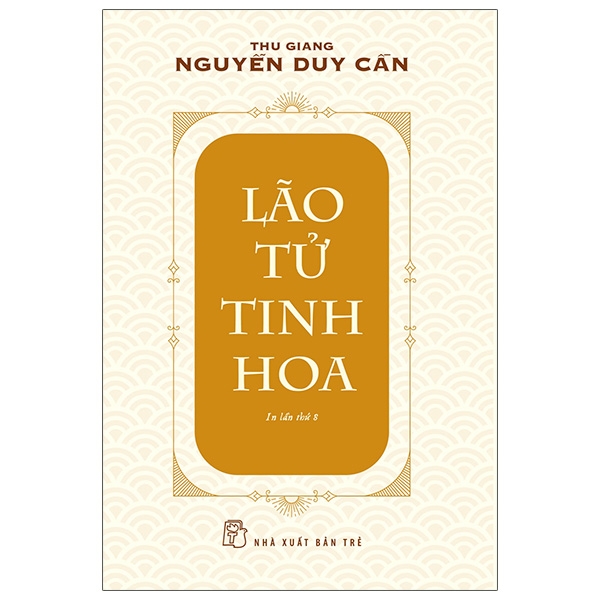 THU GIANG
NGUYỄN DUY CẦN
LÃO
TỬ
TINH
HOA
In lần thứ 8
NHÀ XUẤT BẢN TRẺ